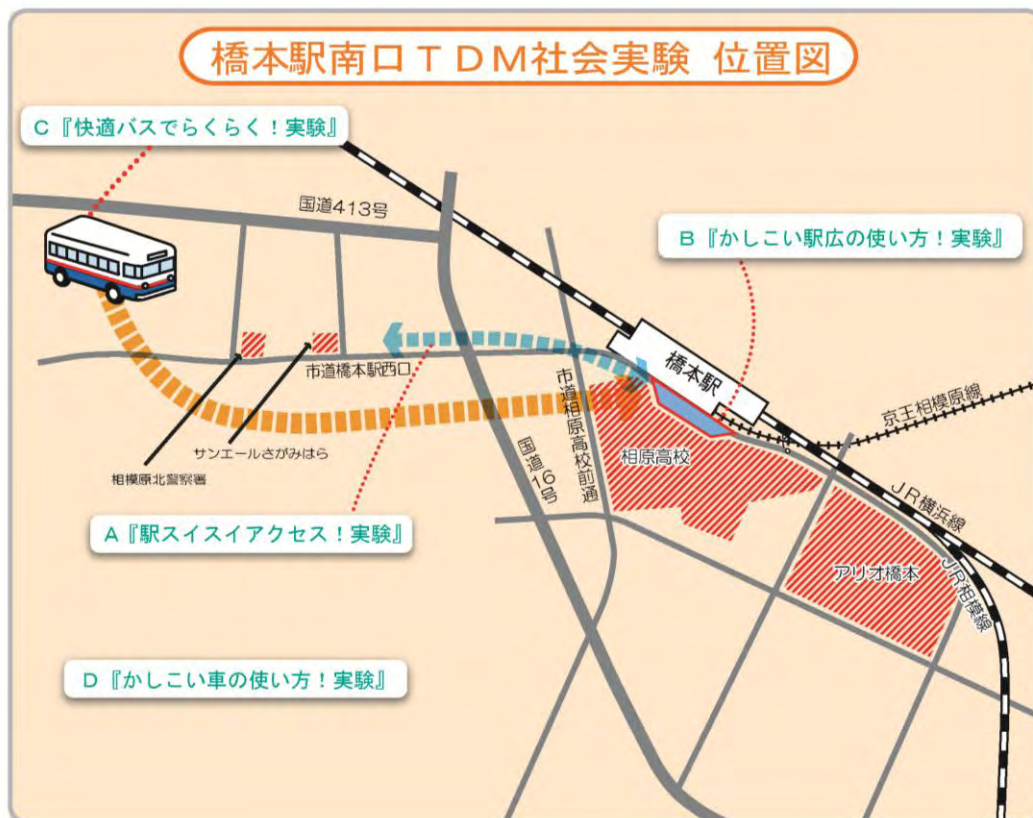 橋本駅南口TDM社会実験 位置図
C『快適バスでらくらく！実験』
国道413号
B『かしこい駅広の使い方！実験』
橋本駅
市道橋本駅西口
京王相模原線
市道相原高校前通
相原高校
サンエールさがみはら
国道16号
相模原北警察署
JR横浜線
A『駅スイスイアクセス！実験』
アリオ橋本
JR相模線
D『かしこい車の使い方！実験』